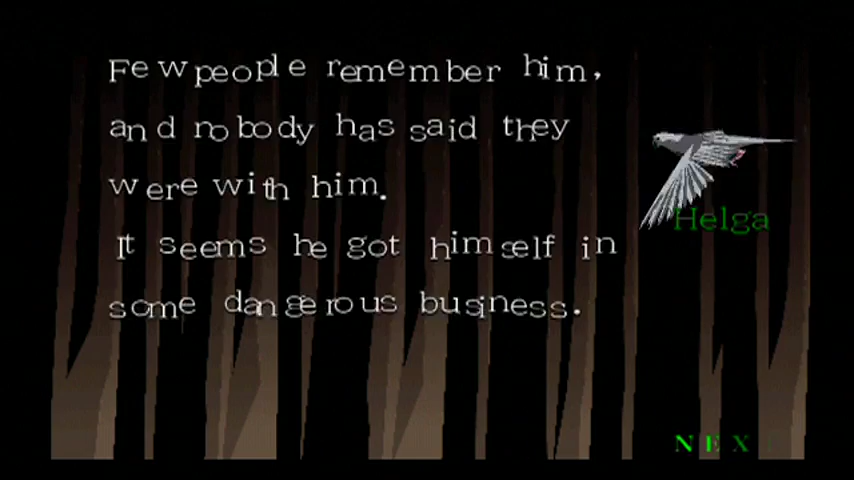 Few people remember him,
and nobody has said they
were with him.
It seems he got himself in
some dangerous business.
Helga
NEX